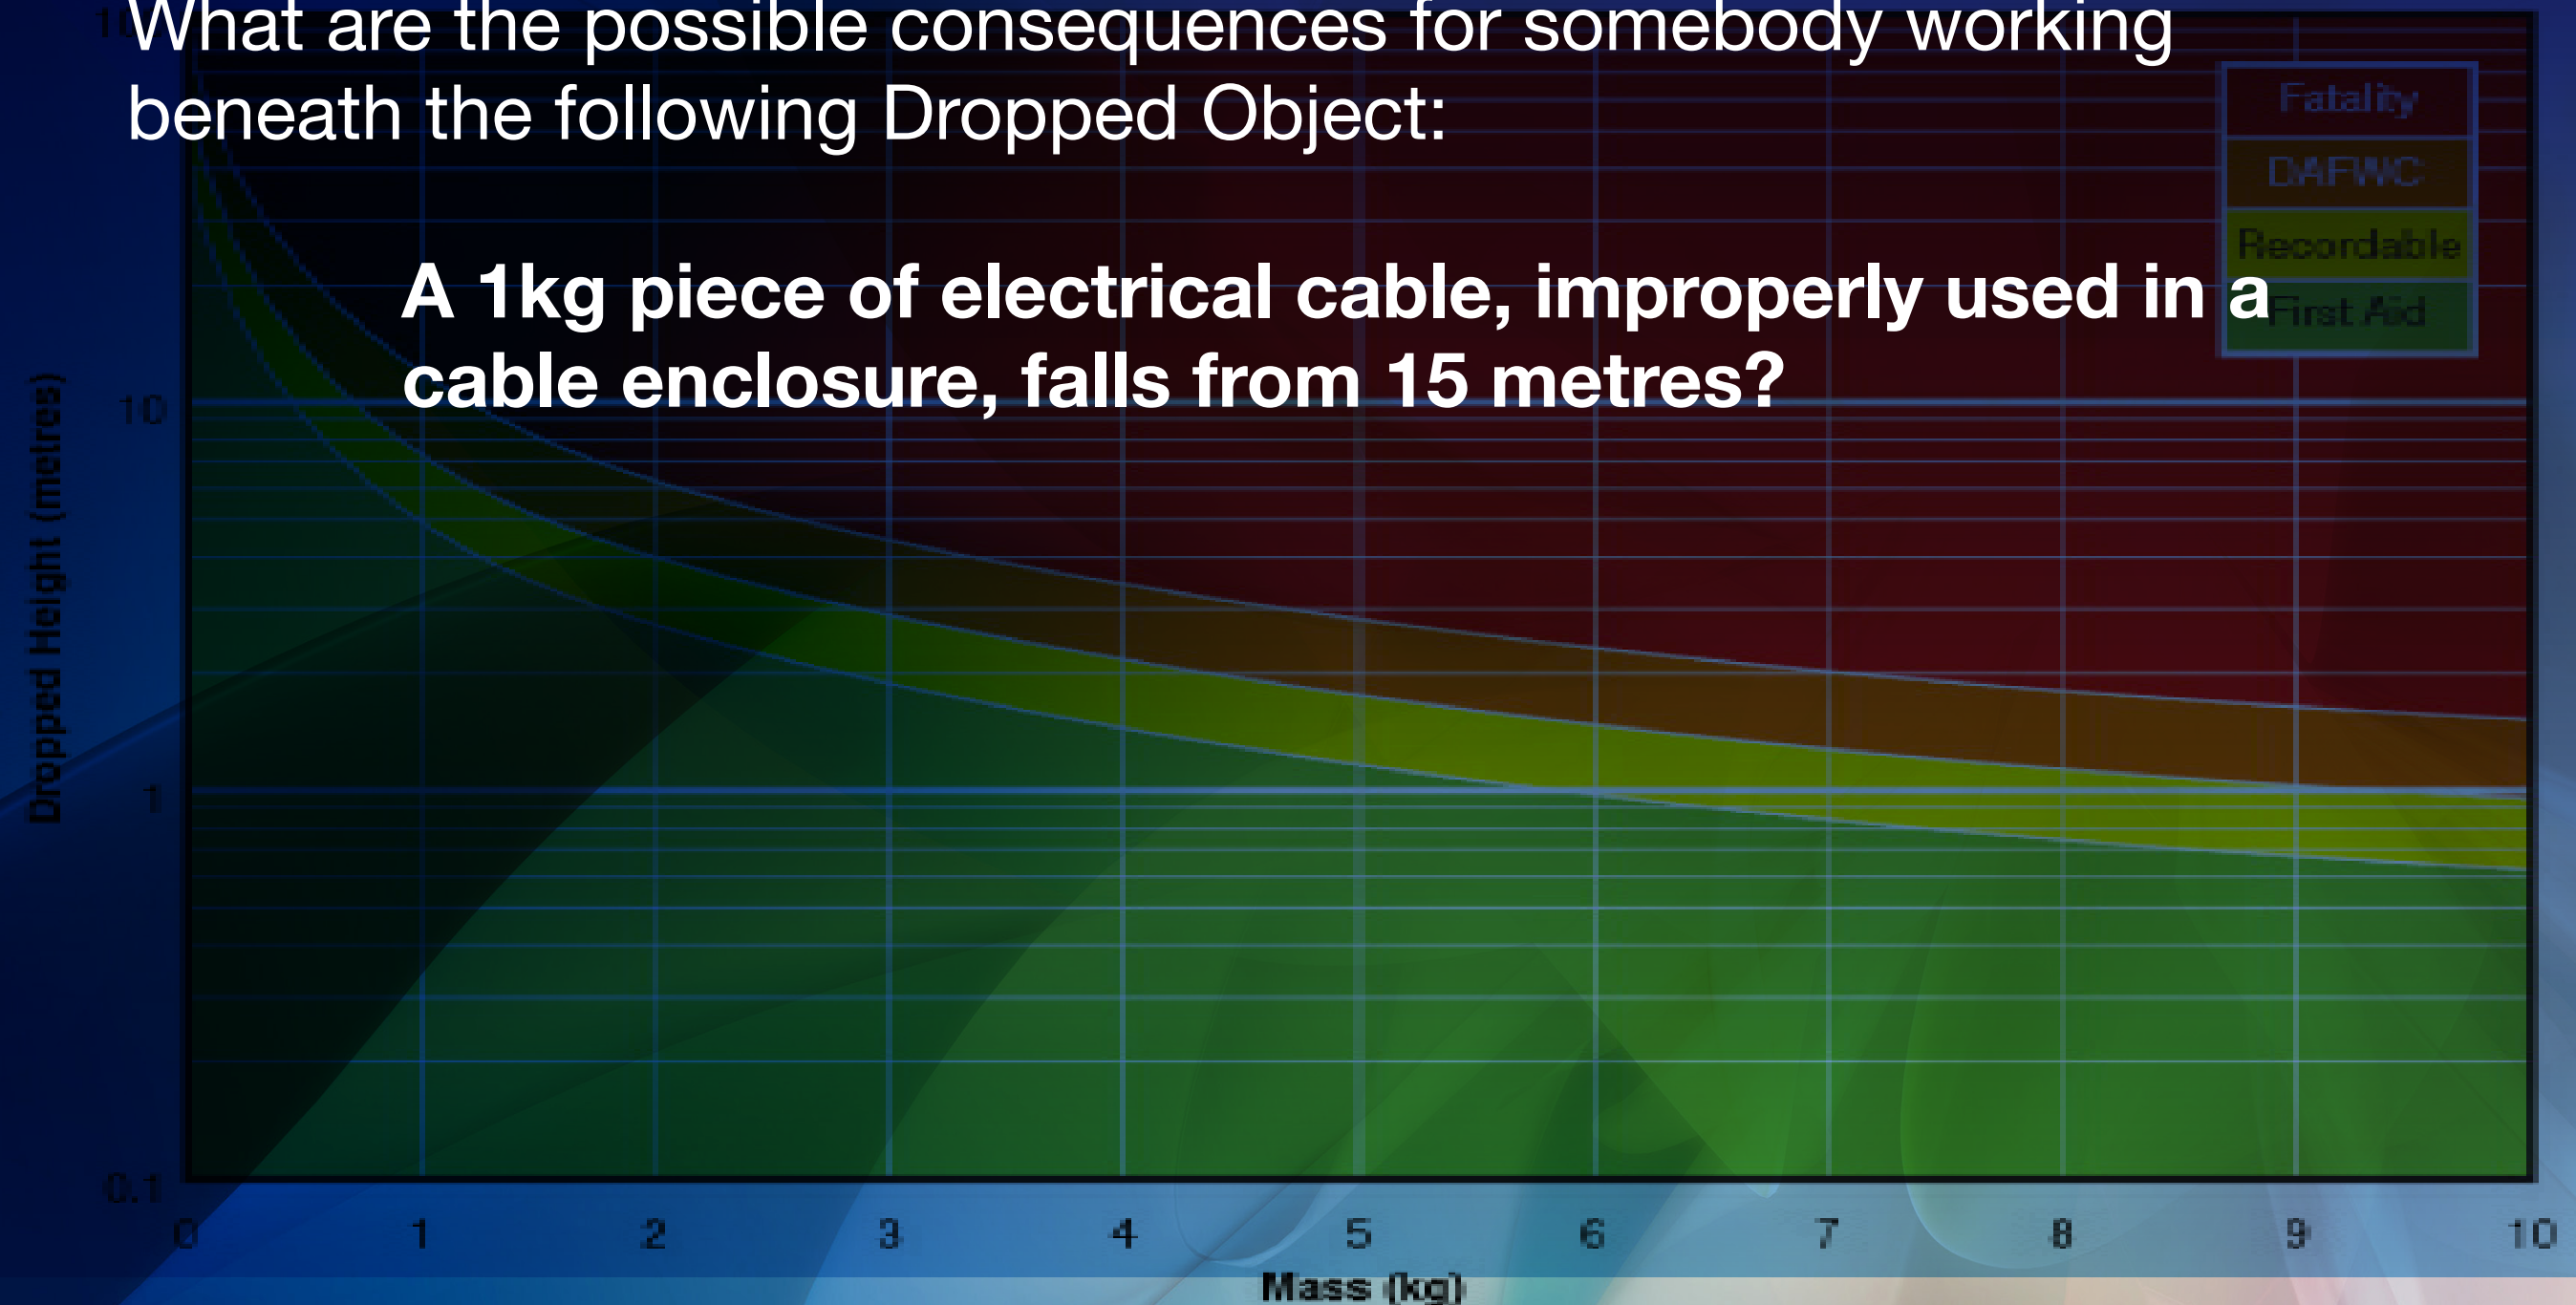 What are the possible consequences for somebody working
beneath the following Dropped Object:
Fatality
DAFWC
Recordable
First Aid
A 1kg piece of electrical cable, improperly used in a
cable enclosure, falls from 15 metres?
Dropped Height (metres)
10
1
0.1
0 1 2 3 4 5 6 7 8 9 10
Mass (kg)